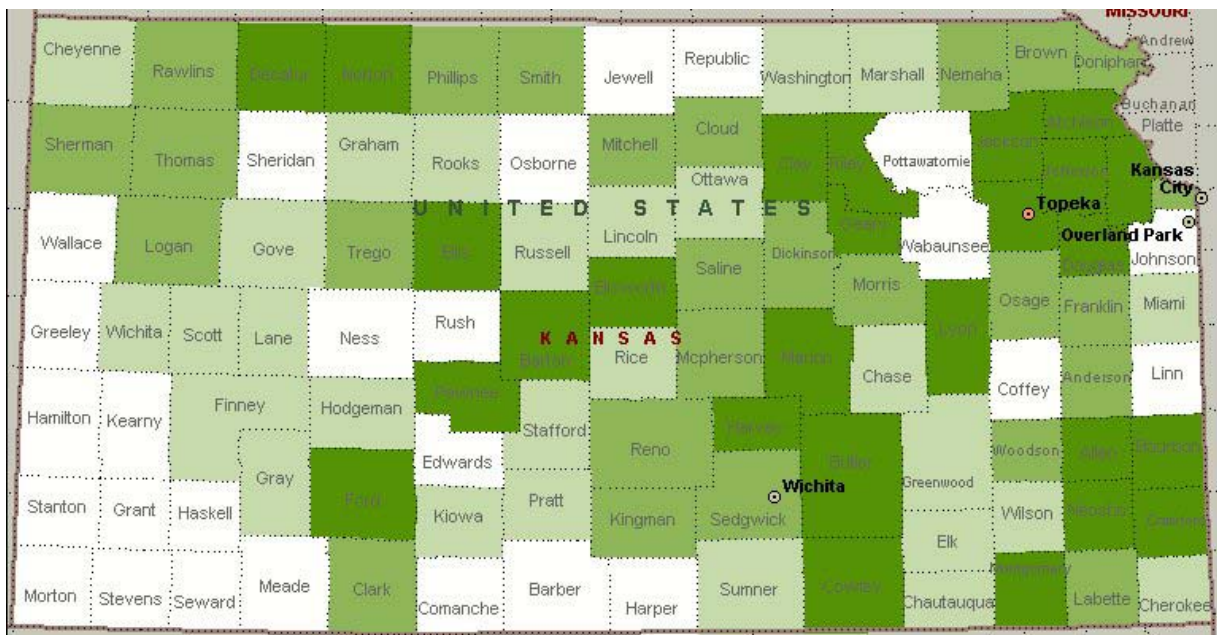 MISSOURI
Cheyenne
Rawlins
Decatur
Norton
Phillips
Smith
Jewell
Republic
Washington
Marshall
Nemaha
Brown
Doniphan
Andrew
Buchanan
Platte
Sherman
Thomas
Sheridan
Graham
Rooks
Osborne
Mitchell
Cloud
Clay
Riley
Pottawatomie
Jackson
Atchison
Jefferson
Kansas
City
Ottawa
Topeka
UNITED STATES
Wallace
Logan
Gove
Trego
Ellis
Russell
Lincoln
Saline
Dickinson
Geary
Wabaunsee
Overland Park
Johnson
Douglas
Ellsworth
Morris
Osage
Franklin
Miami
Greeley
Wichita
Scott
Lane
Ness
Rush
KANSAS
Barton
Rice
Mcpherson
Marion
Chase
Lyon
Coffey
Anderson
Linn
Hamilton
Kearny
Finney
Hodgeman
Pawnee
Stafford
Reno
Harvey
Butler
Greenwood
Woodson
Allen
Bourbon
Edwards
Gray
Ford
Stanton
Grant
Haskell
Kiowa
Pratt
Kingman
Sedgwick
Wichita
Wilson
Neosho
Crawford
Elk
Montgomery
Morton
Stevens
Seward
Meade
Clark
Comanche
Barber
Harper
Sumner
Cowley
Chautauqua
Labette
Cherokee